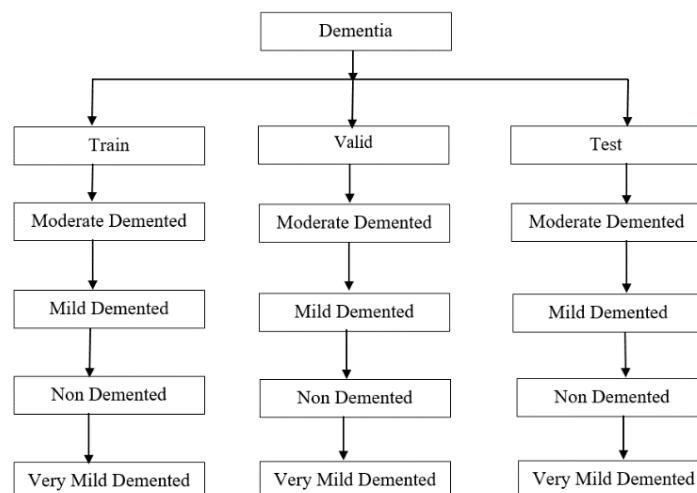 Dementia
Train
Valid
Test
Moderate Demented
Moderate Demented
Moderate Demented
Mild Demented
Mild Demented
Mild Demented
Non Demented
Non Demented
Non Demented
Very Mild Demented
Very Mild Demented
Very Mild Demented